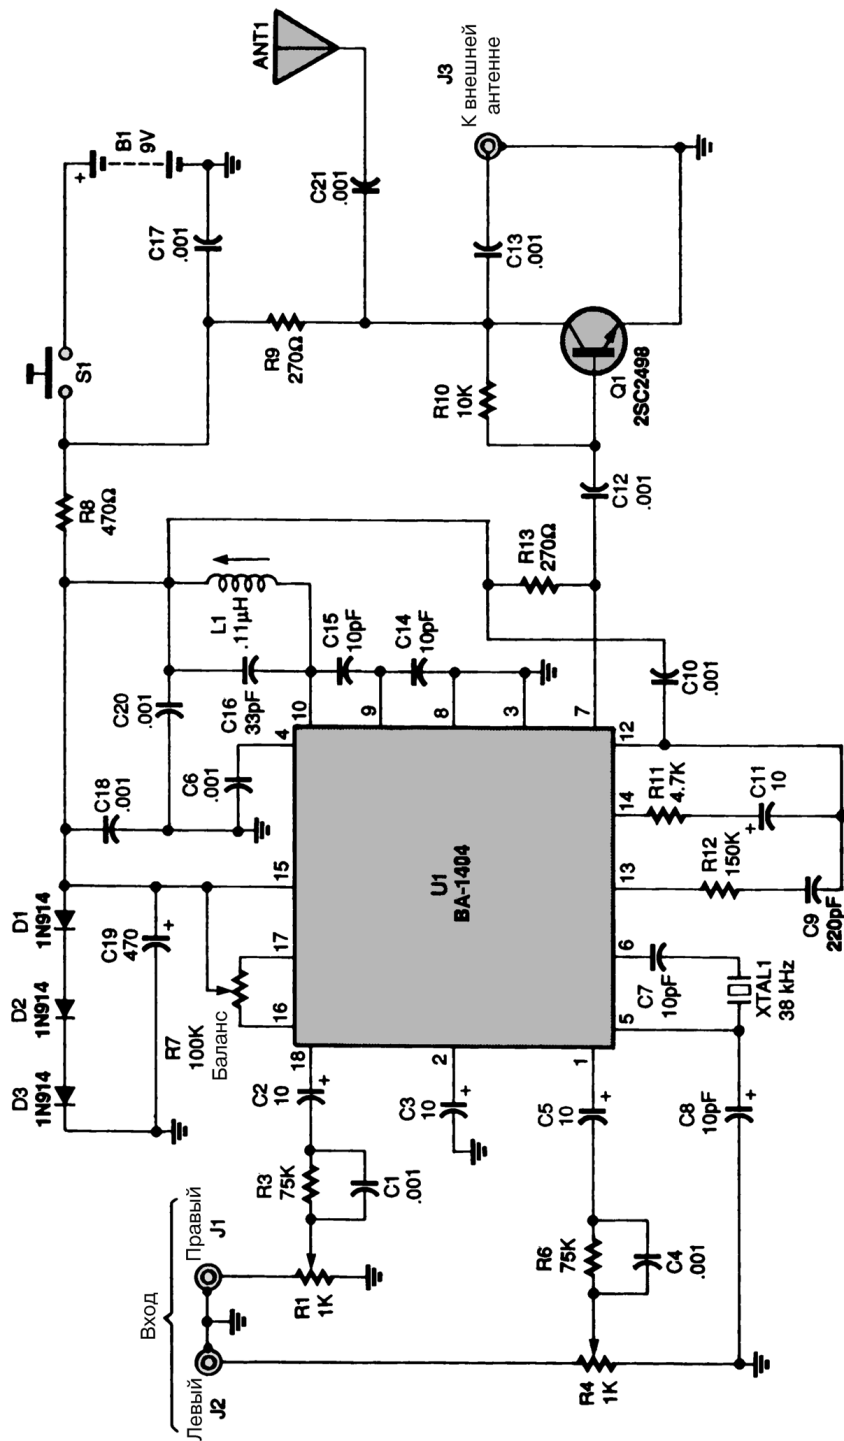 Вход
Левый
J2
Правый
J1
D3
1N914
D2
1N914
D1
1N914
R7
100K
Баланс
C19
470
+
C18
.001
C20
.001
C6
.001
C16
33pF
L1
.11µH
C15
10pF
C14
10pF
R8
470Ω
S1
+
B1
9V
C17
.001
ANT1
C21
.001
R9
270Ω
J3
К внешней
антенне
C13
.001
R10
10K
Q1
2SC2498
C12
.001
R13
270Ω
C10
.001
R1
1K
R3
75K
C1
.001
C2
10
+
C3
10
+
C5
10
+
R4
1K
R6
75K
C4
.001
C8
10pF
+
18
2
1
16
17
15
4
10
9
8
3
7
5
6
13
14
12
U1
BA-1404
C7
10pF
XTAL1
38 kHz
R12
150K
C9
220pF
R11
4.7K
+
C11
10